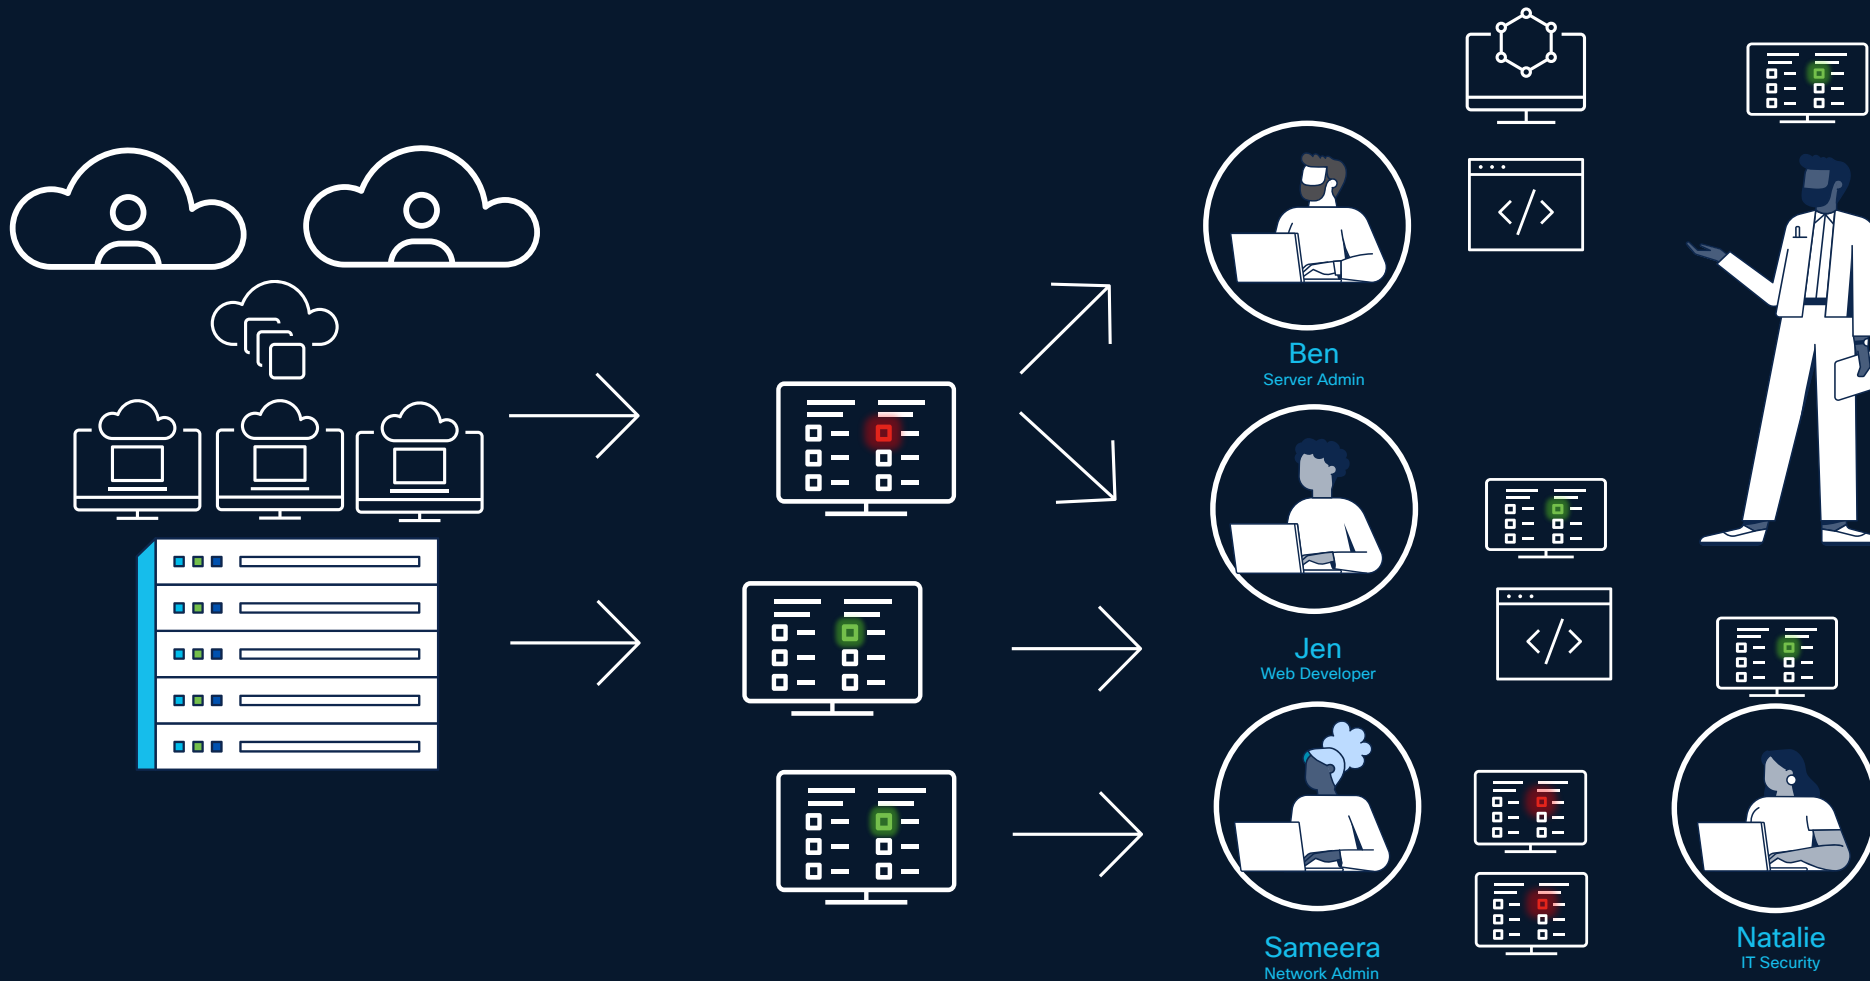 Ben
Server Admin
Jen
Web Developer
Sameera
Network Admin
Natalie
IT Security